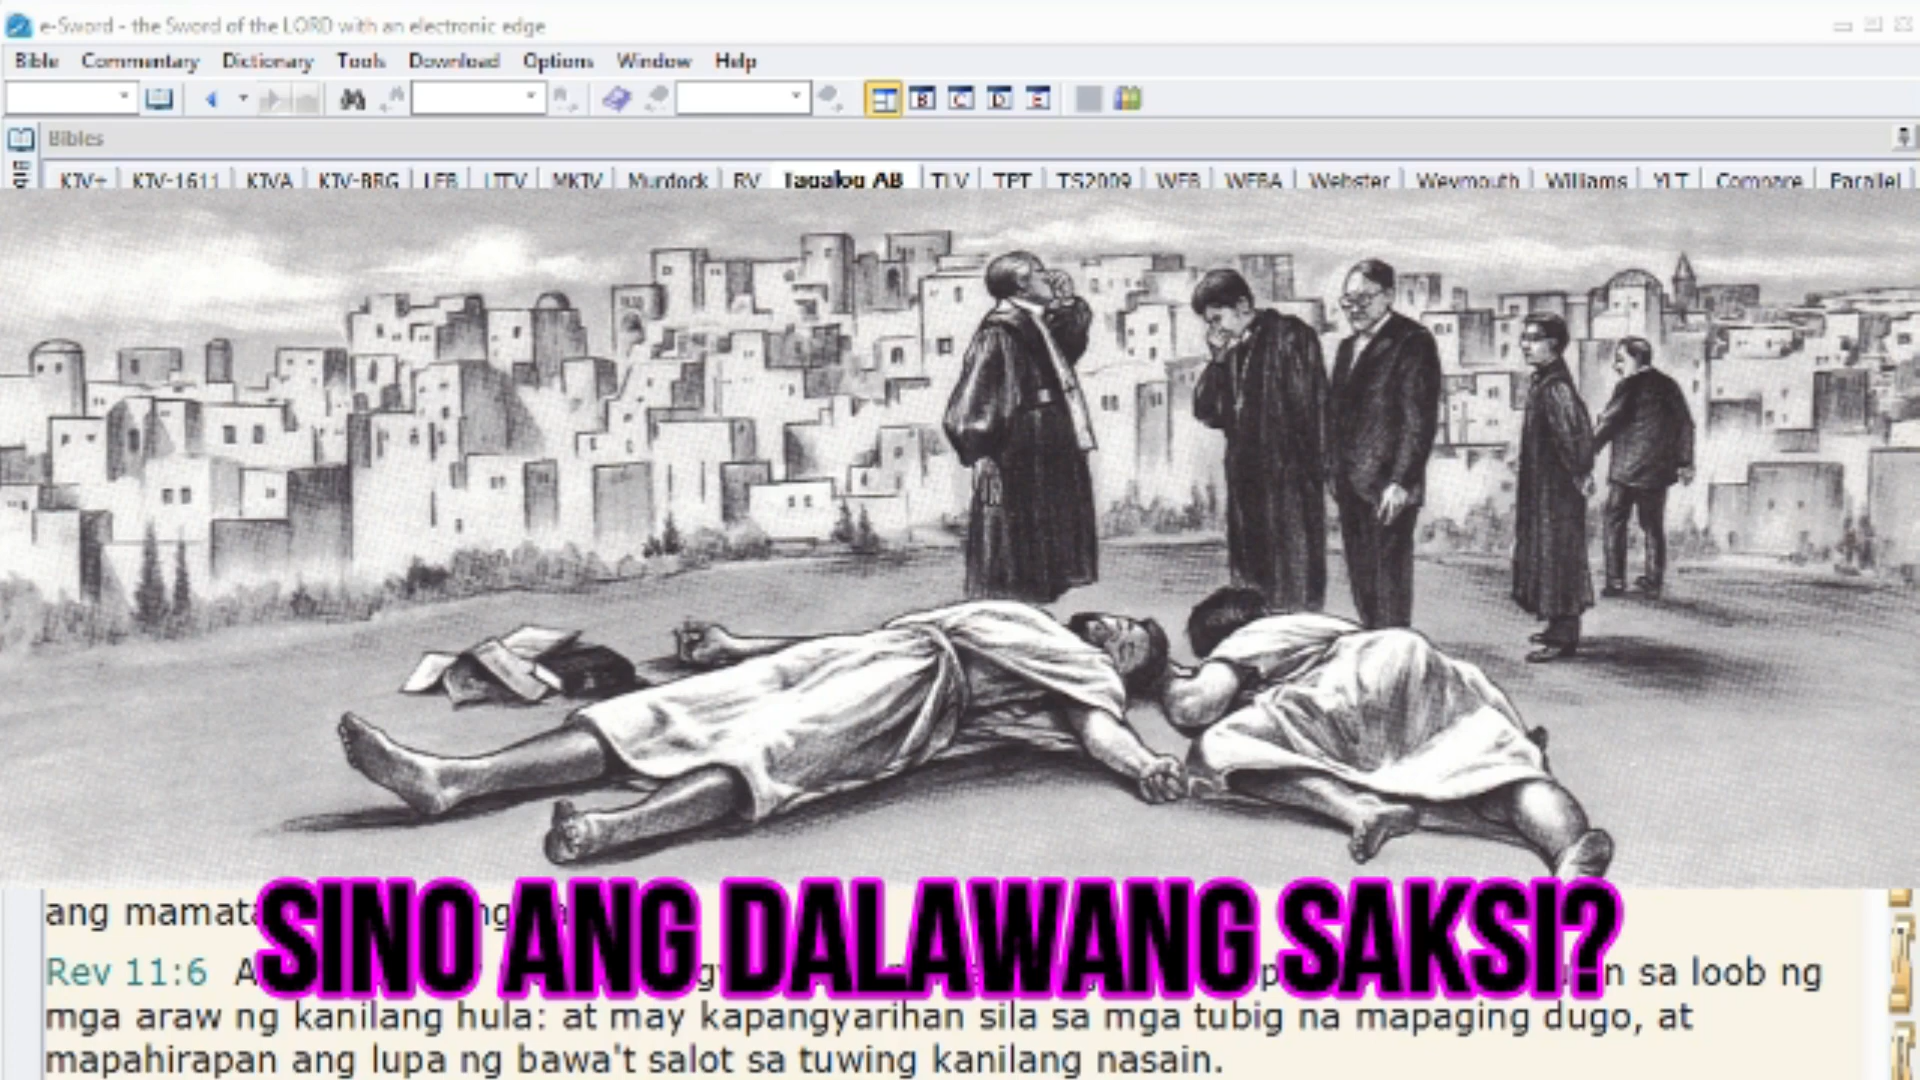 e-Sword - the Sword of the LORD with an electronic edge
Bible Commentary Dictionary Tools Download Options Window Help
B C D E
Bibles
KJV+ KJV-1611 KJVA KJV-BRG LEB LITV MKJV Murdock RV Tagalog AB TLV TPT TS2009 WEB WEBA Webster Weymouth Williams YLT Compare Parallel
ang
SINO ANG DALAWANG SAKSI?
Rev 11:6 sa loob ng
mga araw ng kanilang hula: at may kapangyarihan sila sa mga tubig na mapaging dugo, at
mapahirapan ang lupa ng bawa't salot sa tuwing kanilang nasain.